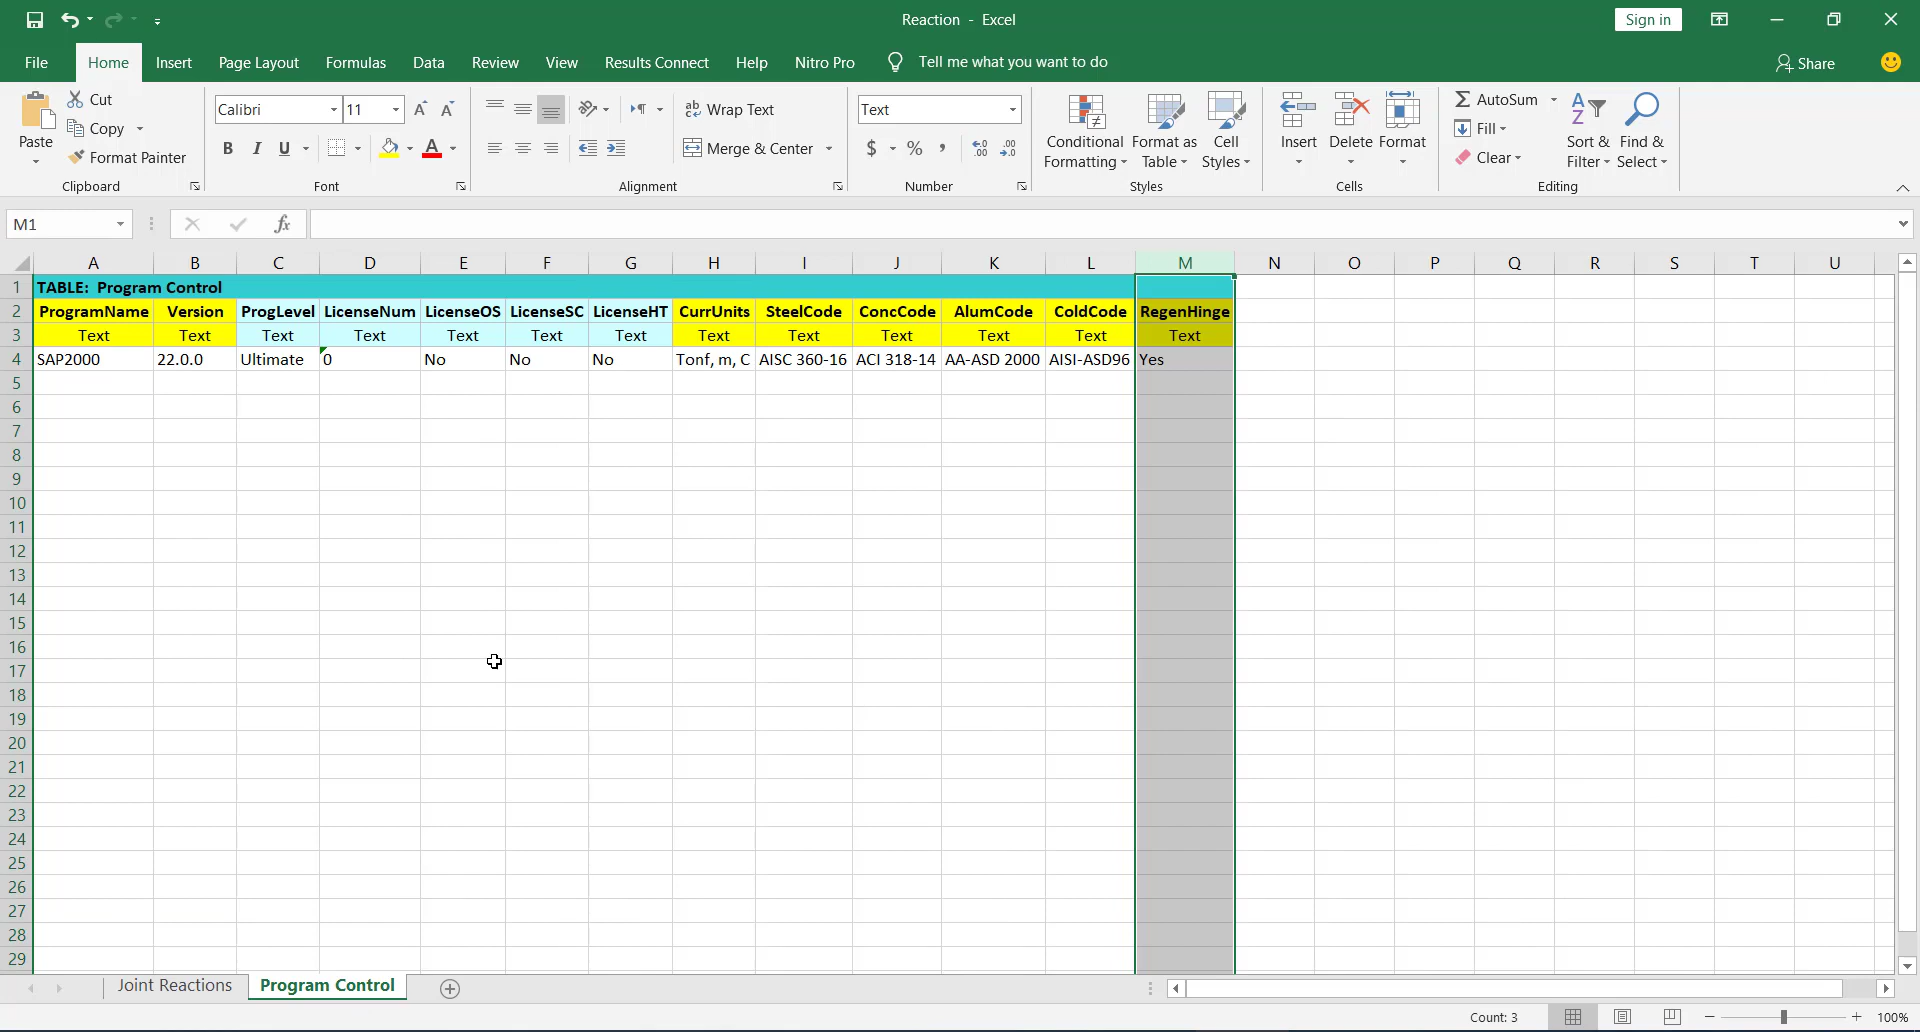 Reaction - Excel
Sign in
File Home Insert Page Layout Formulas Data Review View Results Connect Help Nitro Pro Tell me what you want to do Share
Paste
Cut
Copy
Format Painter
Clipboard
Calibri 11
B I U A
Font
ab Wrap Text
Merge & Center
Alignment
Text
$ % ,
Number
Conditional Formatting
Format as Table
Cell Styles
Styles
Insert Delete Format
Cells
AutoSum
Fill
Clear
Sort & Filter
Find & Select
Editing
M1 fx
A B C D E F G H I J K L M N O P Q R S T U
1 TABLE: Program Control
2 ProgramName Version ProgLevel LicenseNum LicenseOS LicenseSC LicenseHT CurrUnits SteelCode ConcCode AlumCode ColdCode RegenHinge
3 Text Text Text Text Text Text Text Text Text Text Text Text Text
4 SAP2000 22.0.0 Ultimate 0 No No No Tonf, m, C AISC 360-16 ACI 318-14 AA-ASD 2000 AISI-ASD96 Yes
5
6
7
8
9
10
11
12
13
14
15
16
17
18
19
20
21
22
23
24
25
26
27
28
29
Joint Reactions Program Control
Count: 3 100%